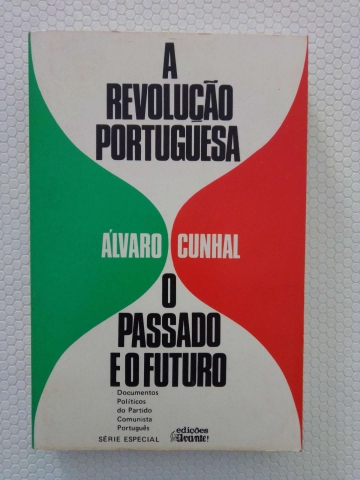 A
REVOLUÇÃO
PORTUGUESA
ÁLVARO CUNHAL
O
PASSADO
E O FUTURO
Documentos
Políticos
do Partido
Comunista
Português
SÉRIE ESPECIAL
edições
Avante!